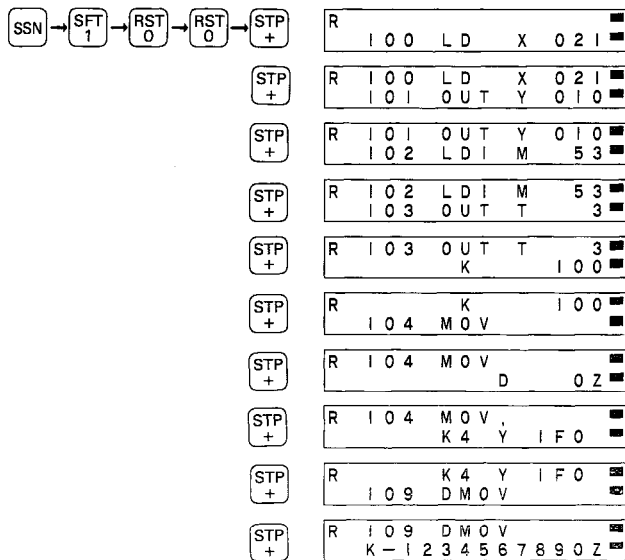 SSN → SFT 1 → RST 0 → RST 0 → STP +
R
100 LD X 021
STP +
R 100 LD X 021
101 OUT Y 010
STP +
R 101 OUT Y 010
102 LDI M 53
STP +
R 102 LDI M 53
103 OUT T 3
STP +
R 103 OUT T 3
K 100
STP +
R K 100
104 MOV
STP +
R 104 MOV
D 0Z
STP +
R 104 MOV,
K4 Y 1F0
STP +
R K4 Y 1F0
109 DMOV
STP +
R 109 DMOV
K-1234567890Z